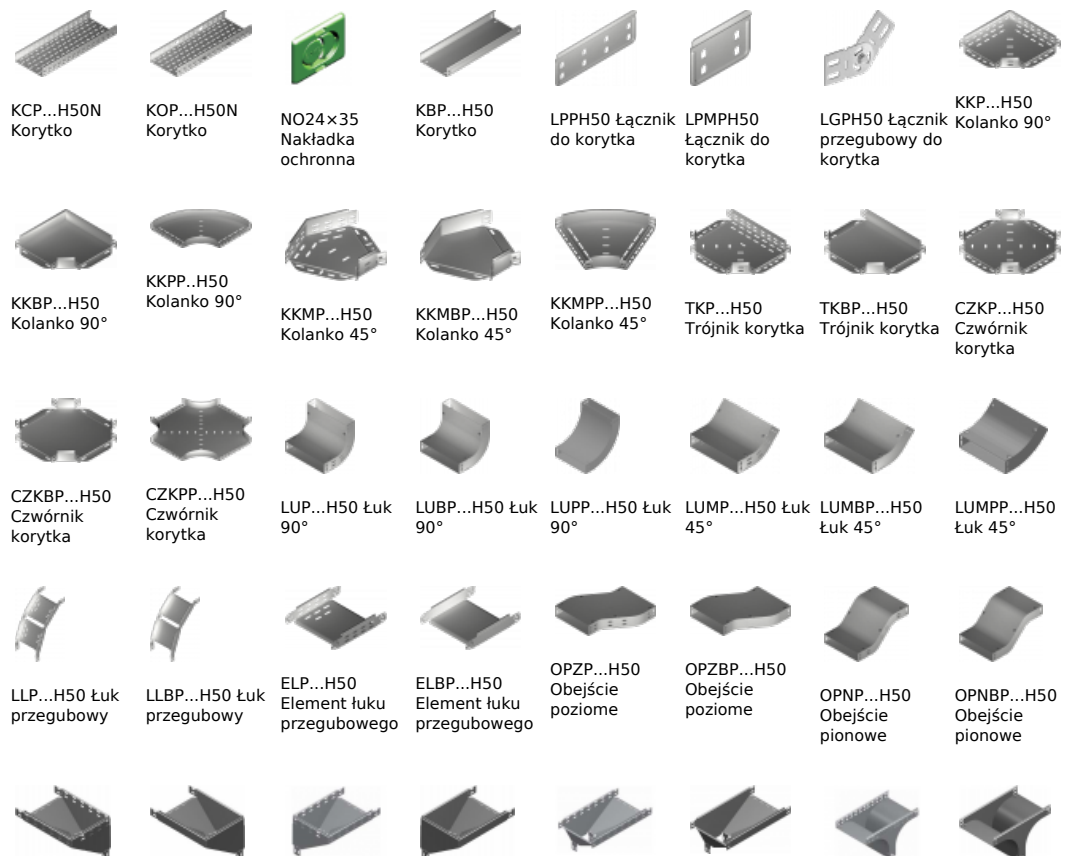 KCP...H50N
Korytko
KOP...H50N
Korytko
NO24×35
Nakładka
ochronna
KBP...H50
Korytko
LPPH50 Łącznik
do korytka
LPMPH50
Łącznik do
korytka
LGPH50 Łącznik
przegubowy do
korytka
KKP...H50
Kolanko 90°
KKBP...H50
Kolanko 90°
KKPP..H50
Kolanko 90°
KKMP...H50
Kolanko 45°
KKMBP...H50
Kolanko 45°
KKMPP...H50
Kolanko 45°
TKP...H50
Trójnik korytka
TKBP...H50
Trójnik korytka
CZKP...H50
Czwórnik
korytka
CZKBP...H50
Czwórnik
korytka
CZKPP...H50
Czwórnik
korytka
LUP...H50 Łuk
90°
LUBP...H50 Łuk
90°
LUPP...H50 Łuk
90°
LUMP...H50 Łuk
45°
LUMBP...H50
Łuk 45°
LUMPP...H50
Łuk 45°
LLP...H50 Łuk
przegubowy
LLBP...H50 Łuk
przegubowy
ELP...H50
Element łuku
przegubowego
ELBP...H50
Element łuku
przegubowego
OPZP...H50
Obejście
poziome
OPZBP...H50
Obejście
poziome
OPNP...H50
Obejście
pionowe
OPNBP...H50
Obejście
pionowe